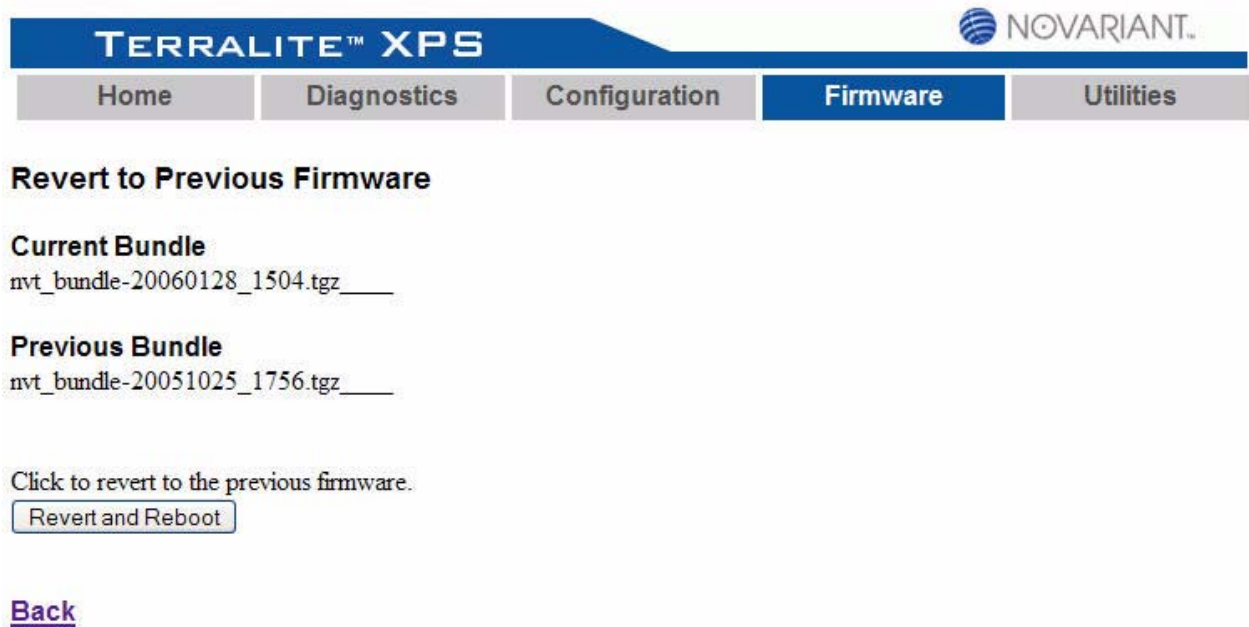 TERRALITE™ XPS
NOVARIANT.
Home Diagnostics Configuration Firmware Utilities
Revert to Previous Firmware
Current Bundle
nvt_bundle-20060128_1504.tgz____
Previous Bundle
nvt_bundle-20051025_1756.tgz____
Click to revert to the previous firmware.
Revert and Reboot
Back